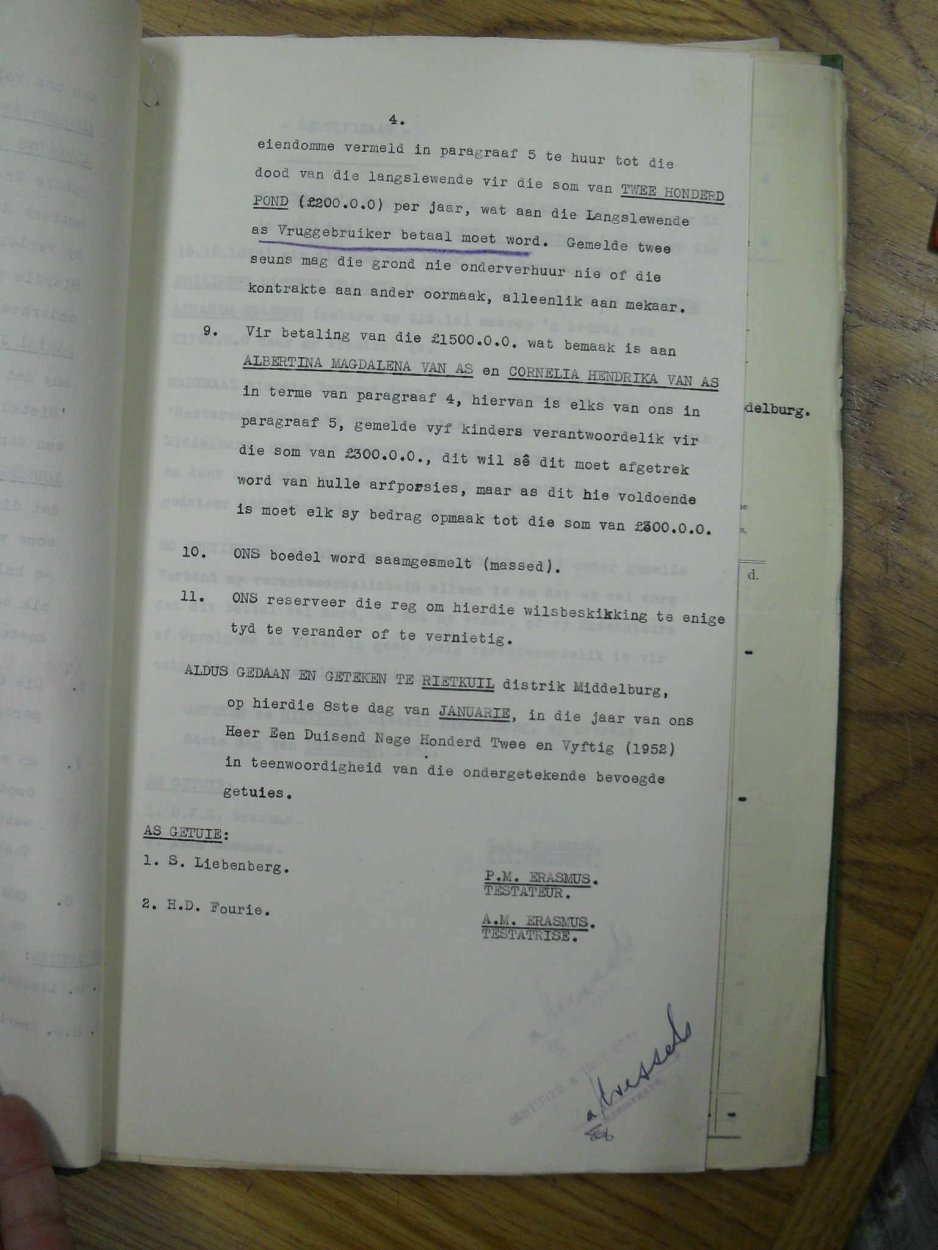 4.
eiendomme vermeld in paragraaf 5 te huur tot die
dood van die langslewende vir die som van TWEE HONDERD
POND (£200.0.0) per jaar, wat aan die Langslewende
as Vruggebruiker betaal moet word. Gemelde twee
seuns mag die grond nie onderverhuur nie of die
kontrakte aan ander oormaak, alleenlik aan mekaar.
9. Vir betaling van die £1500.0.0. wat bemaak is aan
ALBERTINA MAGDALENA VAN AS en CORNELIA HENDRIKA VAN AS
in terme van paragraaf 4, hiervan is elks van ons in
paragraaf 5, gemelde vyf kinders verantwoordelik vir
die som van £300.0.0., dit wil sê dit moet afgetrek
word van hulle arfporsies, maar as dit hie voldoende
is moet elk sy bedrag opmaak tot die som van £300.0.0.
10. ONS boedel word saamgesmelt (massed).
11. ONS reserveer die reg om hierdie wilsbeskikking te enige
tyd te verander of te vernietig.
ALDUS GEDAAN EN GETEKEN TE RIETKUIL distrik Middelburg,
op hierdie 8ste dag van JANUARIE, in die jaar van ons
Heer Een Duisend Nege Honderd Twee en Vyftig (1952)
in teenwoordigheid van die ondergetekende bevoegde
getuies.
AS GETUIE:
1. S. Liebenberg.
P.M. ERASMUS.
TESTATEUR.
2. H.D. Fourie.
A.M. ERASMUS.
TESTATRISE.
delburg.
d.